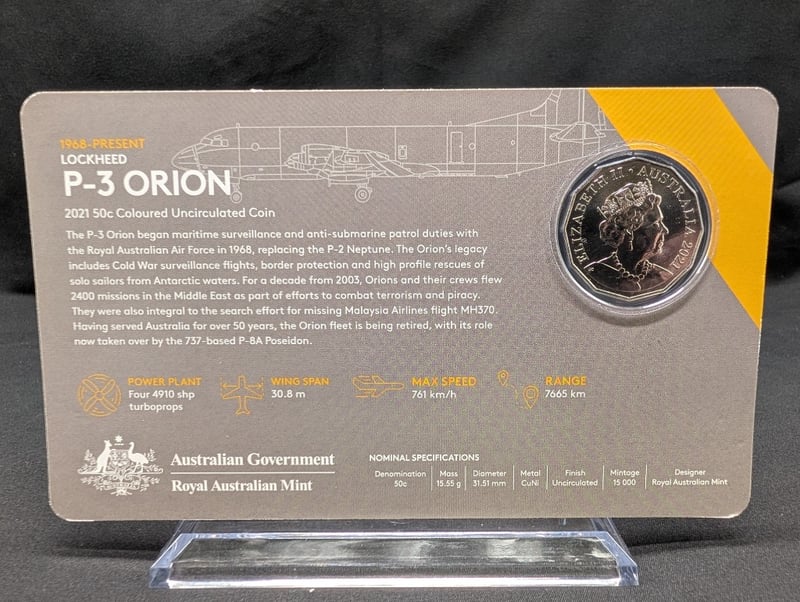 1968-PRESENT
LOCKHEED
P-3 ORION
2021 50c Coloured Uncirculated Coin
The P-3 Orion began maritime surveillance and anti-submarine patrol duties with
the Royal Australian Air Force in 1968, replacing the P-2 Neptune. The Orion's legacy
includes Cold War surveillance flights, border protection and high profile rescues of
solo sailors from Antarctic waters. For a decade from 2003, Orions and their crews flew
2400 missions in the Middle East as part of efforts to combat terrorism and piracy.
They were also integral to the search effort for missing Malaysia Airlines flight MH370.
Having served Australia for over 50 years, the Orion fleet is being retired, with its role
now taken over by the 737-based P-8A Poseidon.
ELIZABETH II • AUSTRALIA 2021
POWER PLANT
Four 4910 shp
turboprops
WING SPAN
30.8 m
MAX SPEED
761 km/h
RANGE
7665 km
Australian Government
Royal Australian Mint
NOMINAL SPECIFICATIONS
Denomination
50c
Mass
15.55 g
Diameter
31.51 mm
Metal
CuNi
Finish
Uncirculated
Mintage
15 000
Designer
Royal Australian Mint